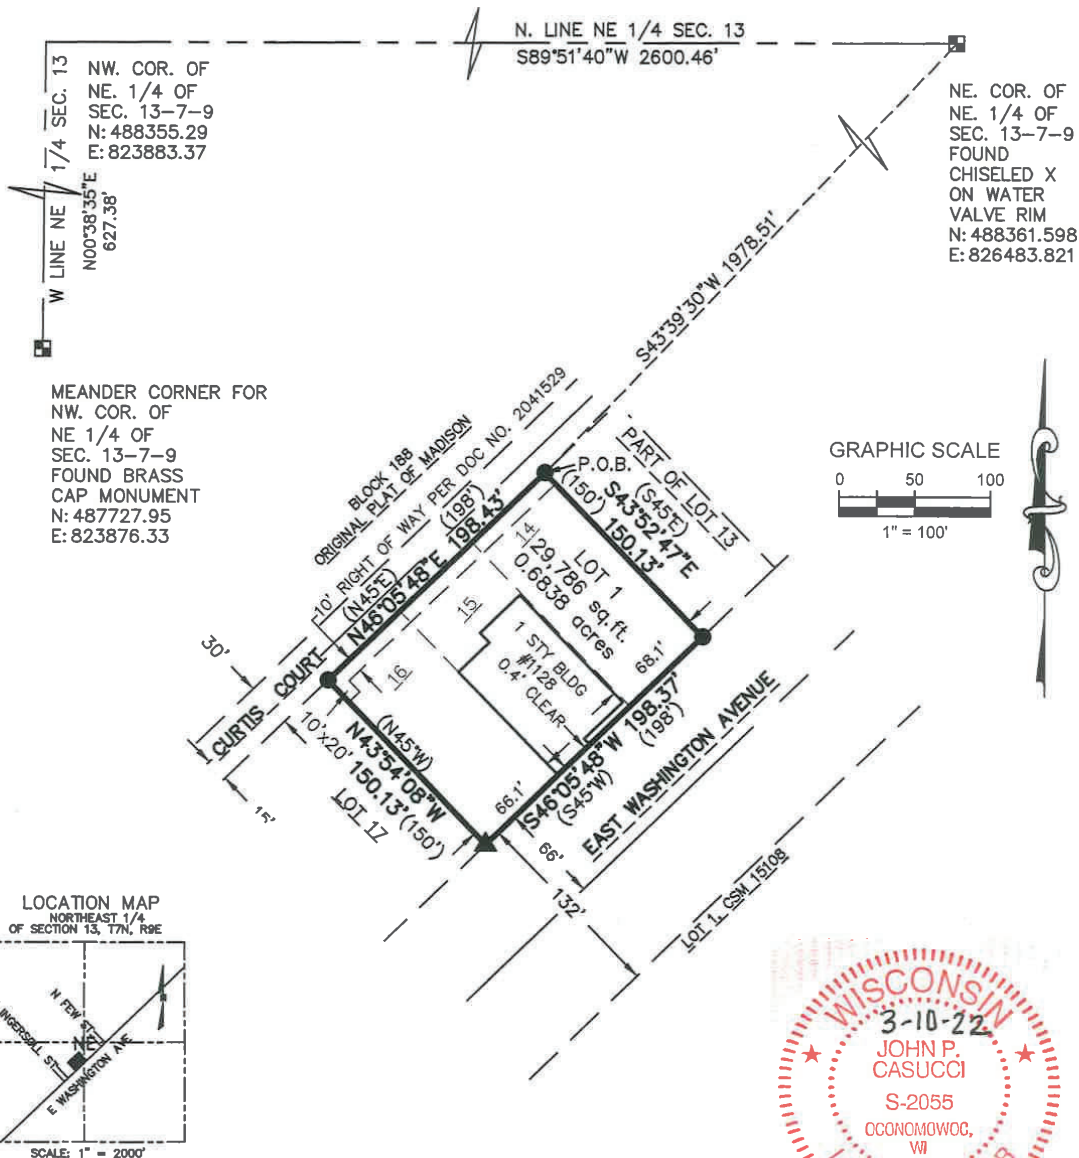 N. LINE NE 1/4 SEC. 13
S89°51'40"W 2600.46'
NW. COR. OF
NE. 1/4 OF
SEC. 13-7-9
N: 488355.29
E: 823883.37
W LINE NE 1/4 SEC. 13
N00°38'35"E
627.38'
NE. COR. OF
NE. 1/4 OF
SEC. 13-7-9
FOUND
CHISELED X
ON WATER
VALVE RIM
N: 488361.598
E: 826483.821
S43°39'30"W 1978.51'
MEANDER CORNER FOR
NW. COR. OF
NE 1/4 OF
SEC. 13-7-9
FOUND BRASS
CAP MONUMENT
N: 487727.95
E: 823876.33
BLOCK 188
ORIGINAL PLAT OF MADISON
10' RIGHT OF WAY PER DOC NO. 2041529
(198')
(N45°E)
N46°05'48"E 198.43'
P.O.B.
PART OF LOT 13
(S45°E)
(150')
S43°52'47"E
150.13'
GRAPHIC SCALE
0 50 100
1" = 100'
14
15
16
LOT 1
29,786 sq.ft.
0.6838 acres
1 STY BLDG
#1128
0.4' CLEAR
68.1'
66.1'
30'
CURTIS COURT
10'x20'
15'
(N45°W)
N43°54'08"W
150.13' (150')
LOT 17
S46°05'48"W 198.37'
(198')
(S45°W)
EAST WASHINGTON AVENUE
66'
132'
LOT 1, CSM 15108
LOCATION MAP
NORTHEAST 1/4
OF SECTION 13, T7N, R9E
N FEW ST
INGERSOLL ST
E WASHINGTON AVE
SCALE: 1" = 2000'
WISCONSIN
3-10-22
JOHN P.
CASUCCI
S-2055
OCONOMOWOC,
WI